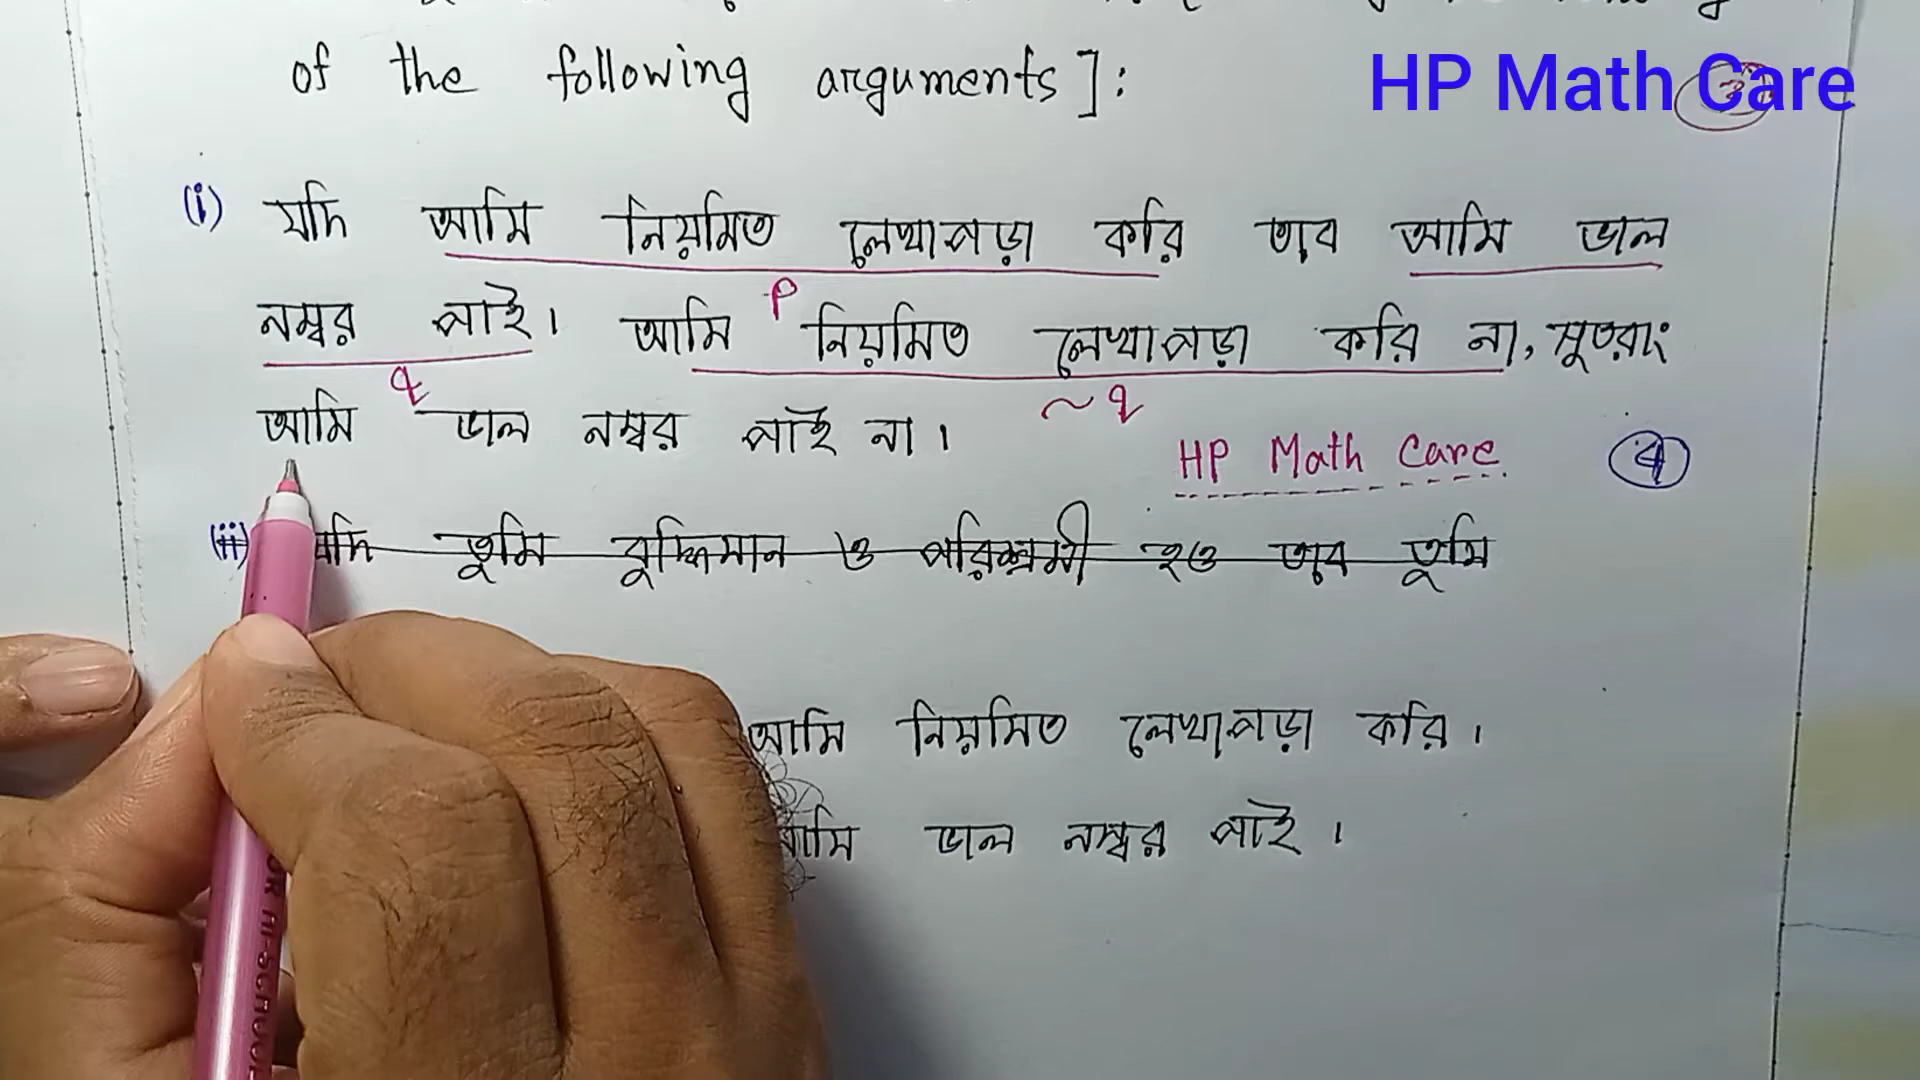 of the following arguments]:
HP Math Care
(i) যদি আমি নিয়মিত লেখাপড়া করি তবে আমি ভাল
P
নম্বর পাই। আমি নিয়মিত লেখাপড়া করি না, সুতরাং
q ~q
আমি ভাল নম্বর পাই না।
HP Math Care
4
(ii) যদি তুমি বুদ্ধিমান ও পরিশ্রমী হও তবে তুমি
আমি নিয়মিত লেখাপড়া করি।
আমি ভাল নম্বর পাই।